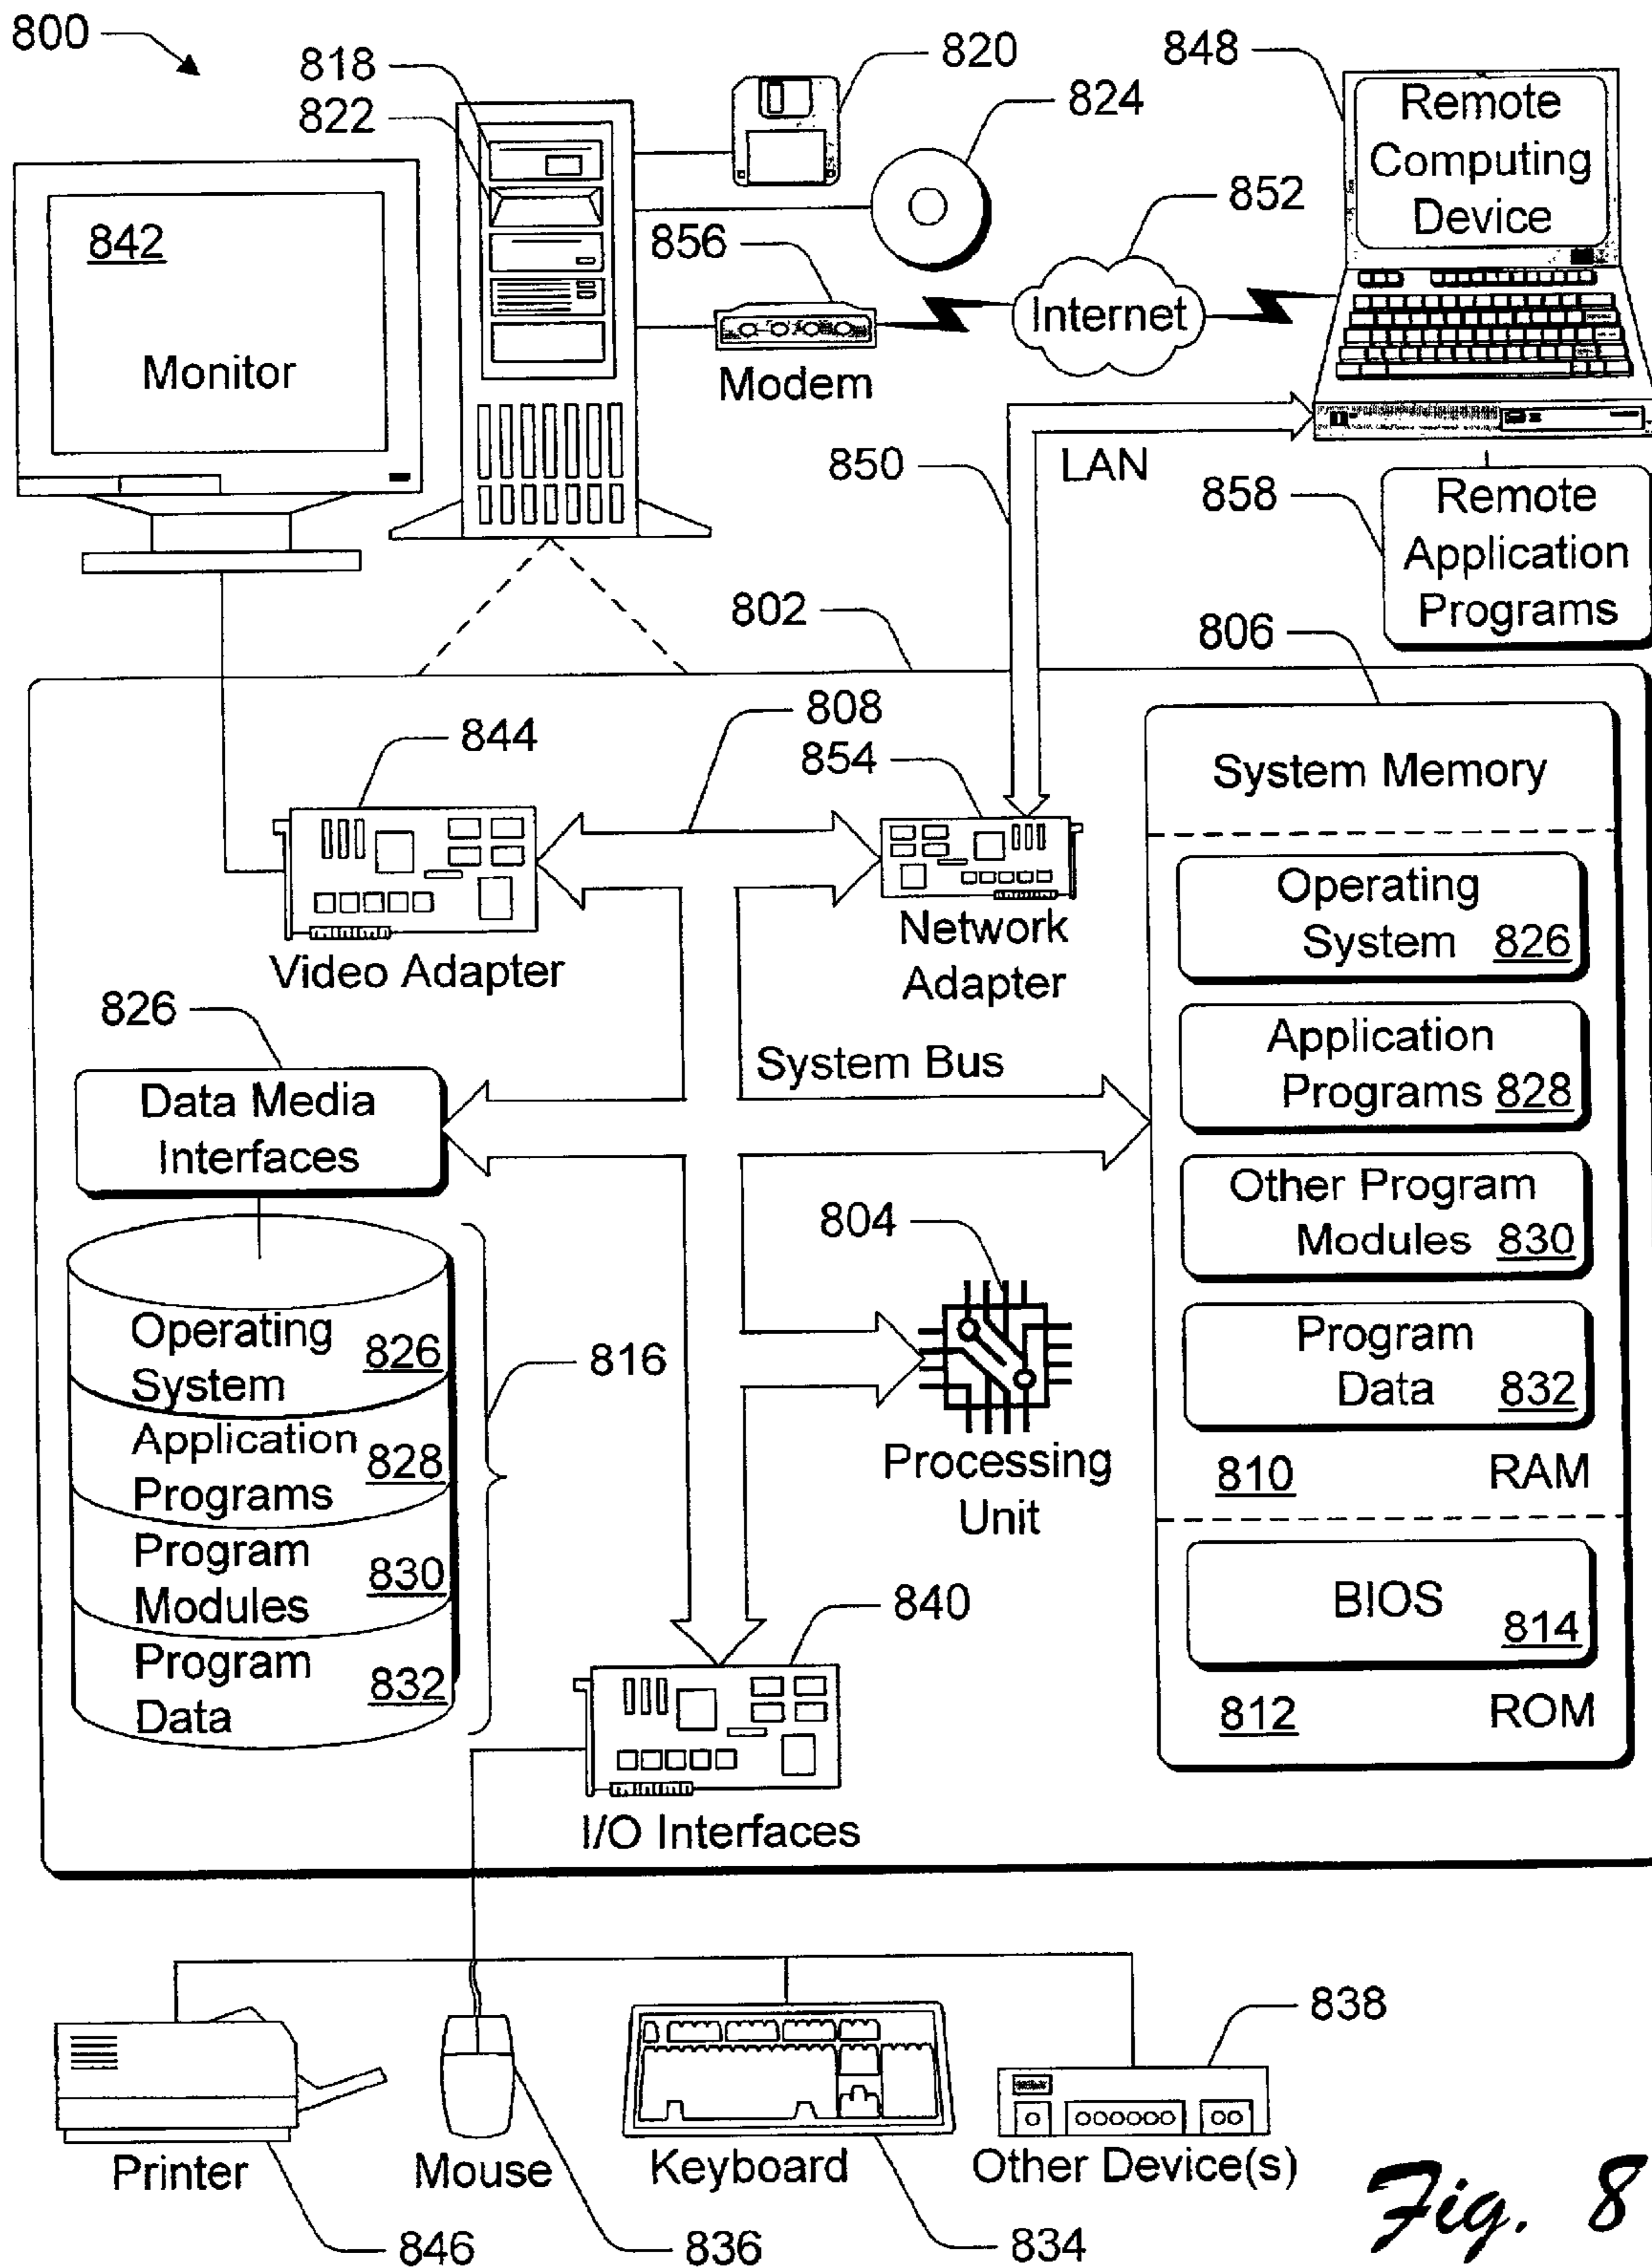 800
818
822
820
824
848
Remote
Computing
Device
842
Monitor
856
Modem
852
Internet
850
LAN
858
Remote
Application
Programs
802
806
808
844
854
Video Adapter
Network
Adapter
System Memory
Operating
System 826
Application
Programs 828
Other Program
Modules 830
Program
Data 832
810 RAM
BIOS
814
812 ROM
826
Data Media
Interfaces
System Bus
804
Processing
Unit
Operating
System 826
Application
Programs 828
Program
Modules 830
Program
Data 832
816
840
I/O Interfaces
838
Printer
Mouse
Keyboard
Other Device(s)
846
836
834
Fig. 8